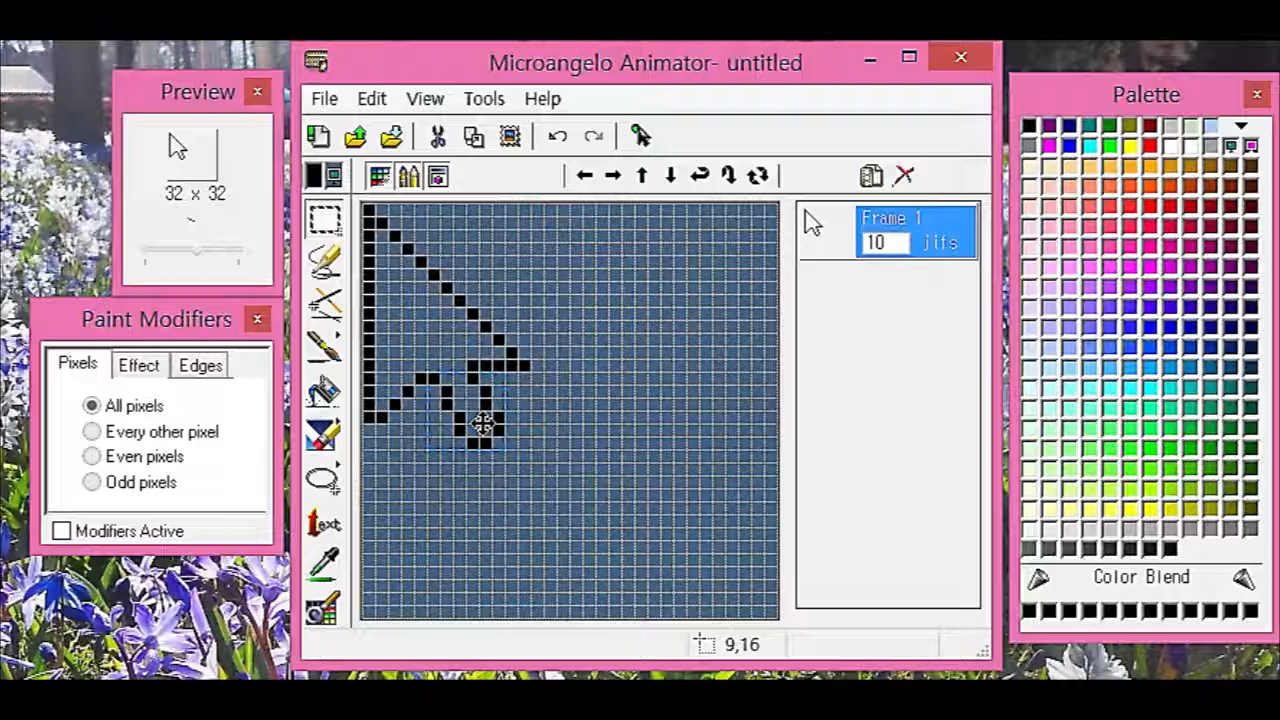 Microangelo Animator- untitled
File Edit View Tools Help
Preview
32 x 32
Paint Modifiers
Pixels Effect Edges
All pixels
Every other pixel
Even pixels
Odd pixels
Modifiers Active
text
Frame 1
10 jifs
9,16
Palette
Color Blend